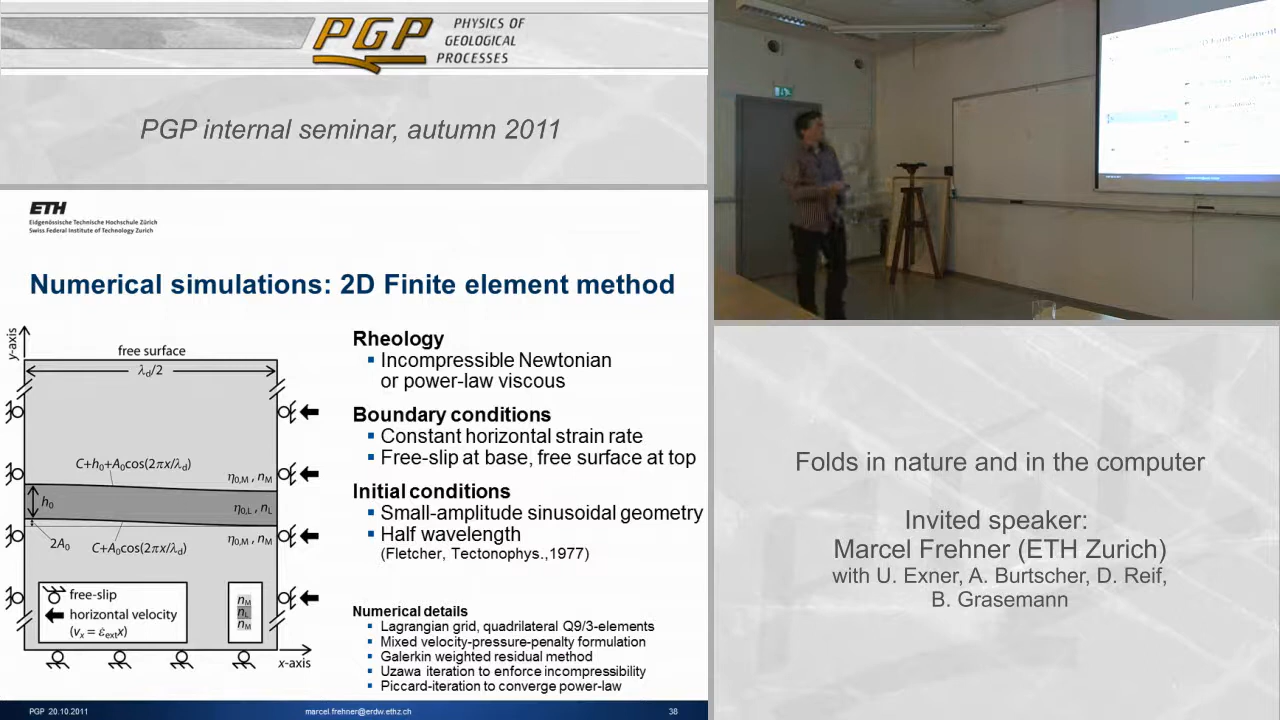 PGP
PHYSICS OF
GEOLOGICAL
PROCESSES
PGP internal seminar, autumn 2011
ETH
Eidgenössische Technische Hochschule Zürich
Swiss Federal Institute of Technology Zurich
Numerical simulations: 2D Finite element method
y-axis
free surface
λd/2
C+h0+A0cos(2πx/λd)
η0,M , nM
h0
η0,L , nL
2A0
C+A0cos(2πx/λd)
η0,M , nM
free-slip
horizontal velocity
(vx = ε̇extx)
nM
nL
nM
x-axis
Rheology
▪ Incompressible Newtonian
or power-law viscous
Boundary conditions
▪ Constant horizontal strain rate
▪ Free-slip at base, free surface at top
Initial conditions
▪ Small-amplitude sinusoidal geometry
▪ Half wavelength
(Fletcher, Tectonophys.,1977)
Numerical details
▪ Lagrangian grid, quadrilateral Q9/3-elements
▪ Mixed velocity-pressure-penalty formulation
▪ Galerkin weighted residual method
▪ Uzawa iteration to enforce incompressibility
▪ Piccard-iteration to converge power-law
PGP 20.10.2011
marcel.frehner@erdw.ethz.ch
38
Folds in nature and in the computer
Invited speaker:
Marcel Frehner (ETH Zurich)
with U. Exner, A. Burtscher, D. Reif,
B. Grasemann